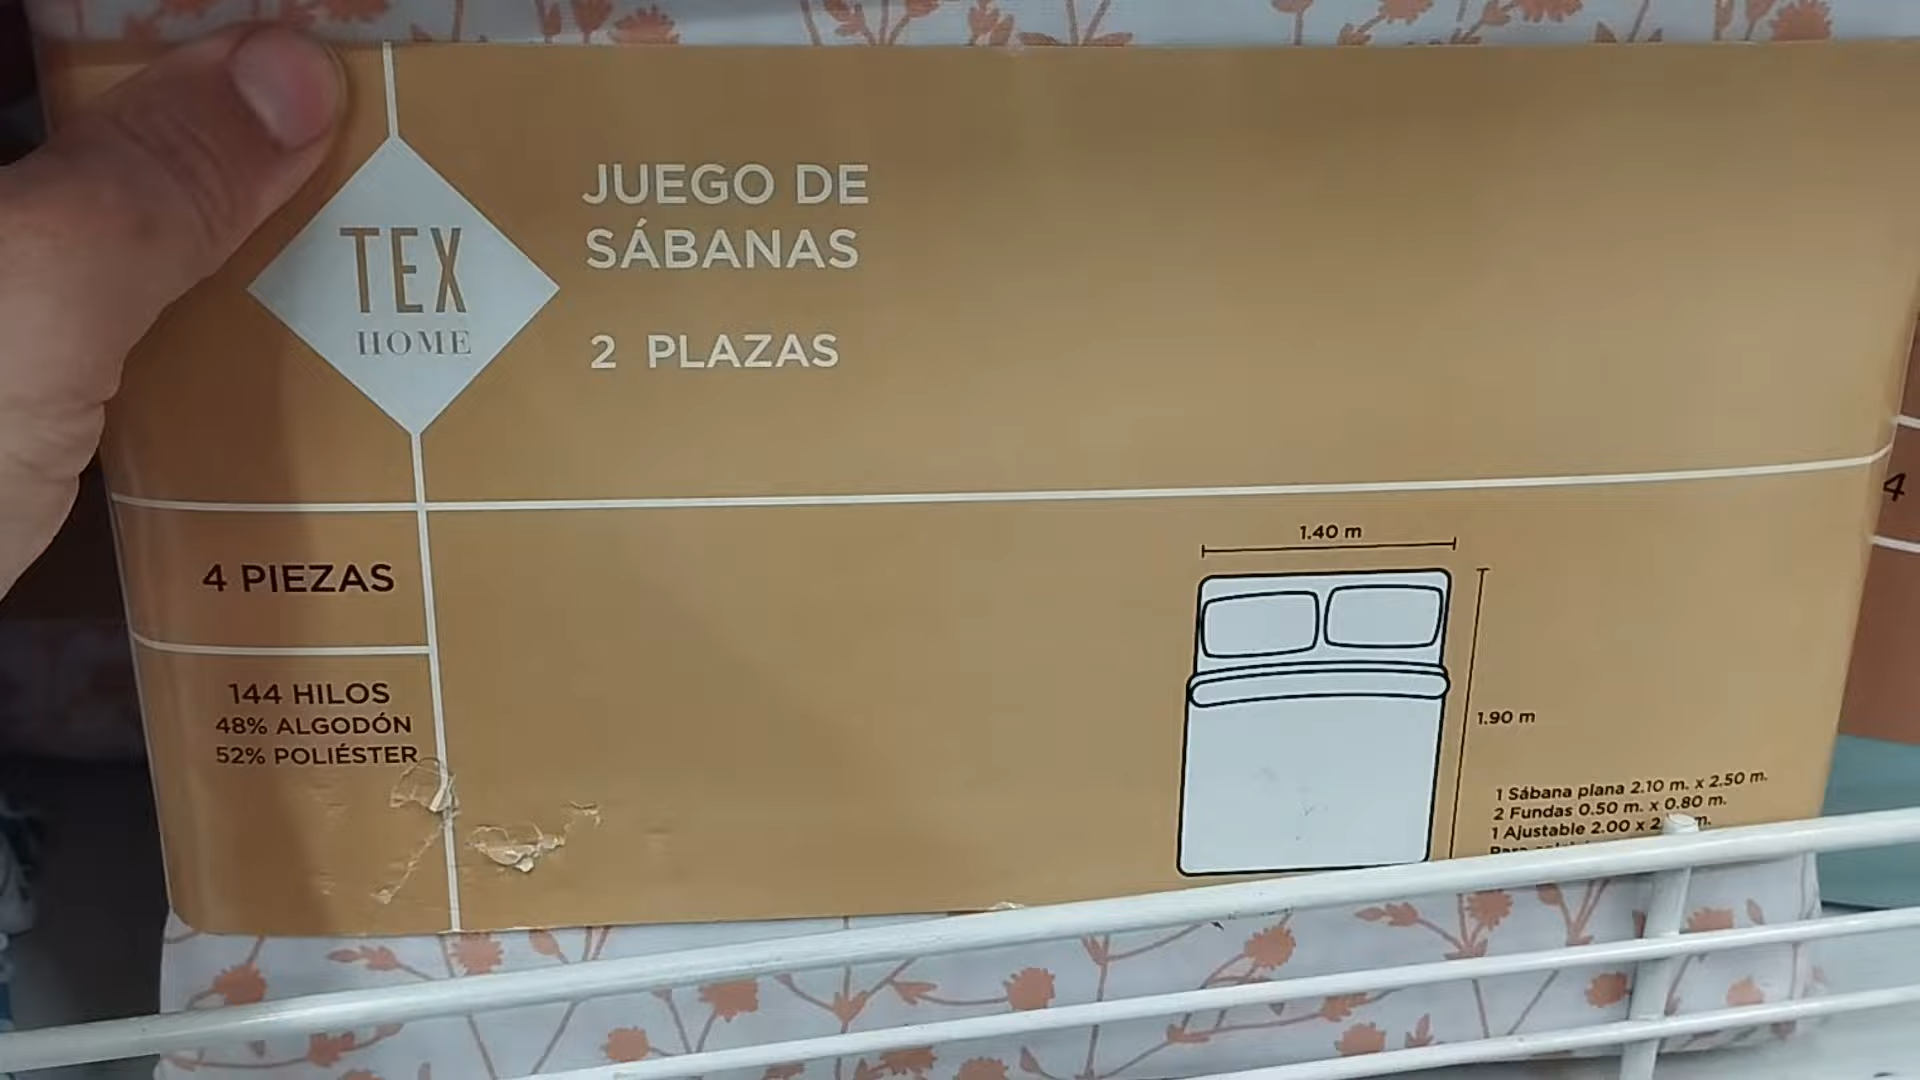 TEX
HOME
JUEGO DE
SÁBANAS
2 PLAZAS
4 PIEZAS
144 HILOS
48% ALGODÓN
52% POLIÉSTER
1.40 m
1.90 m
1 Sábana plana 2.10 m. x 2.50 m.
2 Fundas 0.50 m. x 0.80 m.
1 Ajustable 2.00 x 2 m.
4